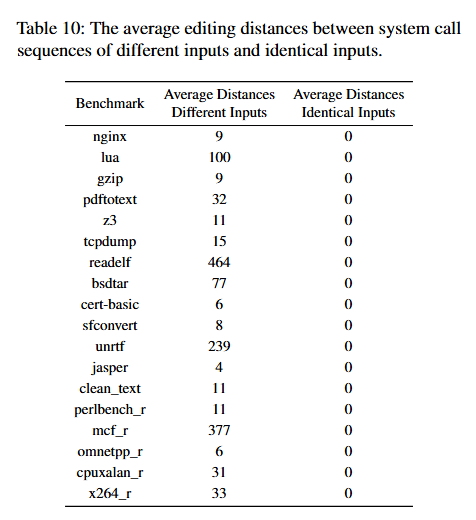 Table 10: The average editing distances between system call
sequences of different inputs and identical inputs.
Benchmark Average Distances Different Inputs Average Distances Identical Inputs
nginx 9 0
lua 100 0
gzip 9 0
pdftotext 32 0
z3 11 0
tcpdump 15 0
readelf 464 0
bsdtar 77 0
cert-basic 6 0
sfconvert 8 0
unrtf 239 0
jasper 4 0
clean_text 11 0
perlbench_r 11 0
mcf_r 377 0
omnetpp_r 6 0
cpuxalan_r 31 0
x264_r 33 0